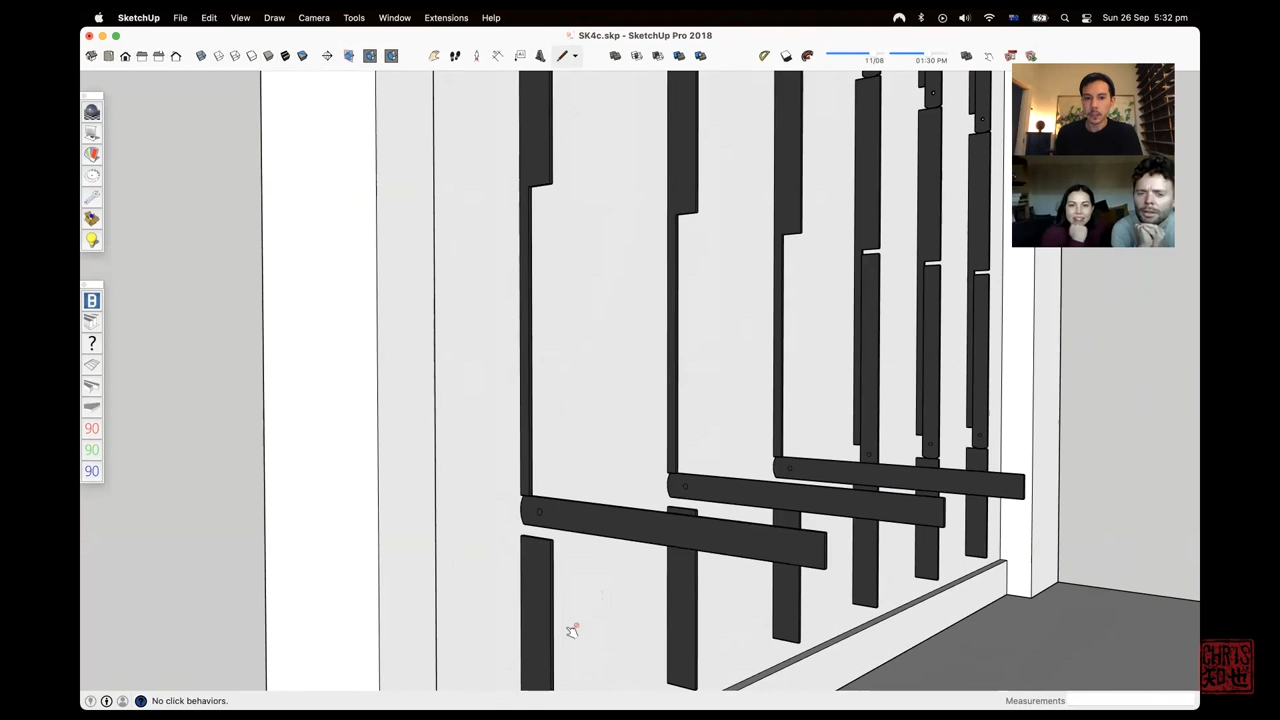 SketchUp File Edit View Draw Camera Tools Window Extensions Help Sun 26 Sep 5:32 pm
SK4c.skp - SketchUp Pro 2018
11/08 01:30 PM
B
?
90
90
90
CHRIS
? No click behaviors. Measurements